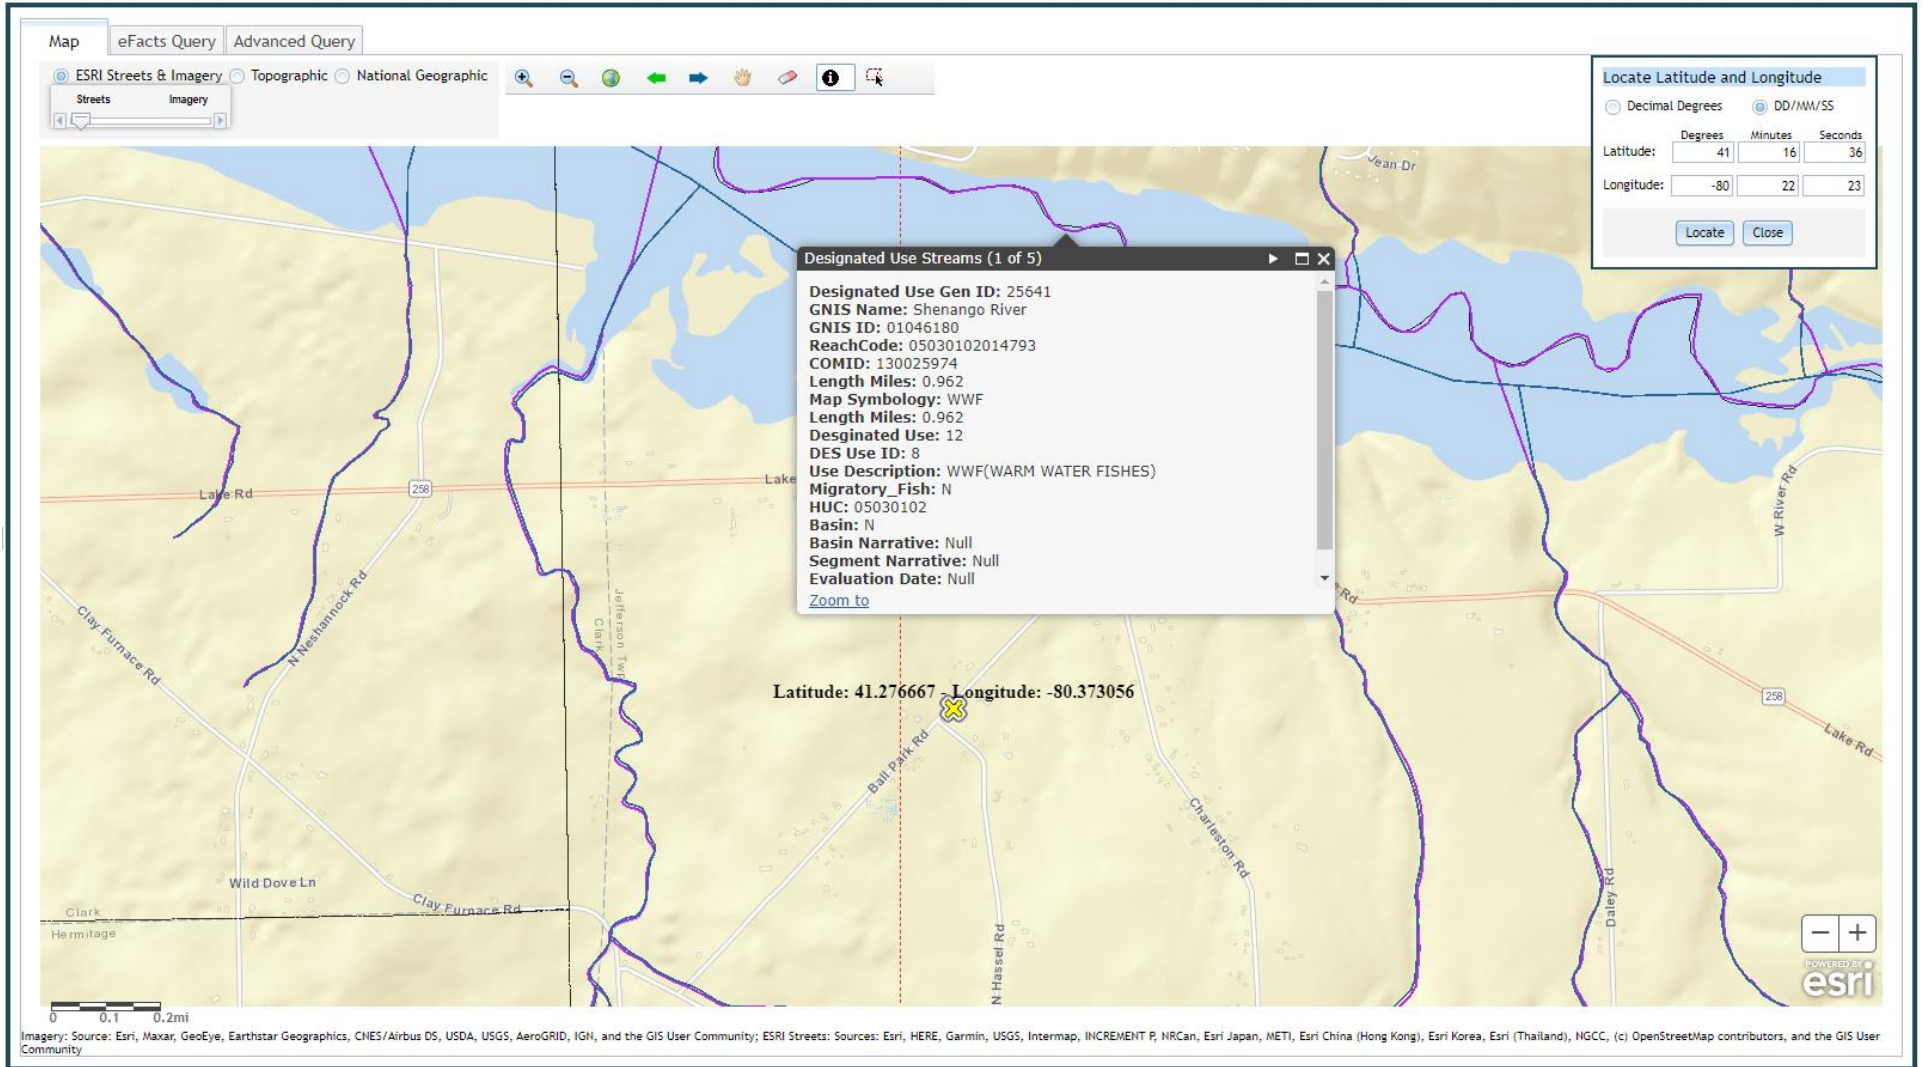 Map eFacts Query Advanced Query
ESRI Streets & Imagery Topographic National Geographic
Streets Imagery
Locate Latitude and Longitude
Decimal Degrees DD/MM/SS
Degrees Minutes Seconds
Latitude: 41 16 36
Longitude: -80 22 23
Locate Close
Jean Dr
Designated Use Streams (1 of 5)
Designated Use Gen ID: 25641
GNIS Name: Shenango River
GNIS ID: 01046180
ReachCode: 05030102014793
COMID: 130025974
Length Miles: 0.962
Map Symbology: WWF
Length Miles: 0.962
Desginated Use: 12
DES Use ID: 8
Use Description: WWF(WARM WATER FISHES)
Migratory_Fish: N
HUC: 05030102
Basin: N
Basin Narrative: Null
Segment Narrative: Null
Evaluation Date: Null
Zoom to
Lake Rd
258
Lake
Rd
W River Rd
N Neshannock Rd
Clay Furnace Rd
Jefferson Twp
Clark
Latitude: 41.276667 - Longitude: -80.373056
258
Lake Rd
Ball Park Rd
Charleston Rd
Wild Dove Ln
Clay Furnace Rd
Daley Rd
Clark
Hermitage
N Hassel Rd
POWERED BY
esri
0 0.1 0.2mi
Imagery: Source: Esri, Maxar, GeoEye, Earthstar Geographics, CNES/Airbus DS, USDA, USGS, AeroGRID, IGN, and the GIS User Community; ESRI Streets: Sources: Esri, HERE, Garmin, USGS, Intermap, INCREMENT P, NRCan, Esri Japan, METI, Esri China (Hong Kong), Esri Korea, Esri (Thailand), NGCC, (c) OpenStreetMap contributors, and the GIS User
Community